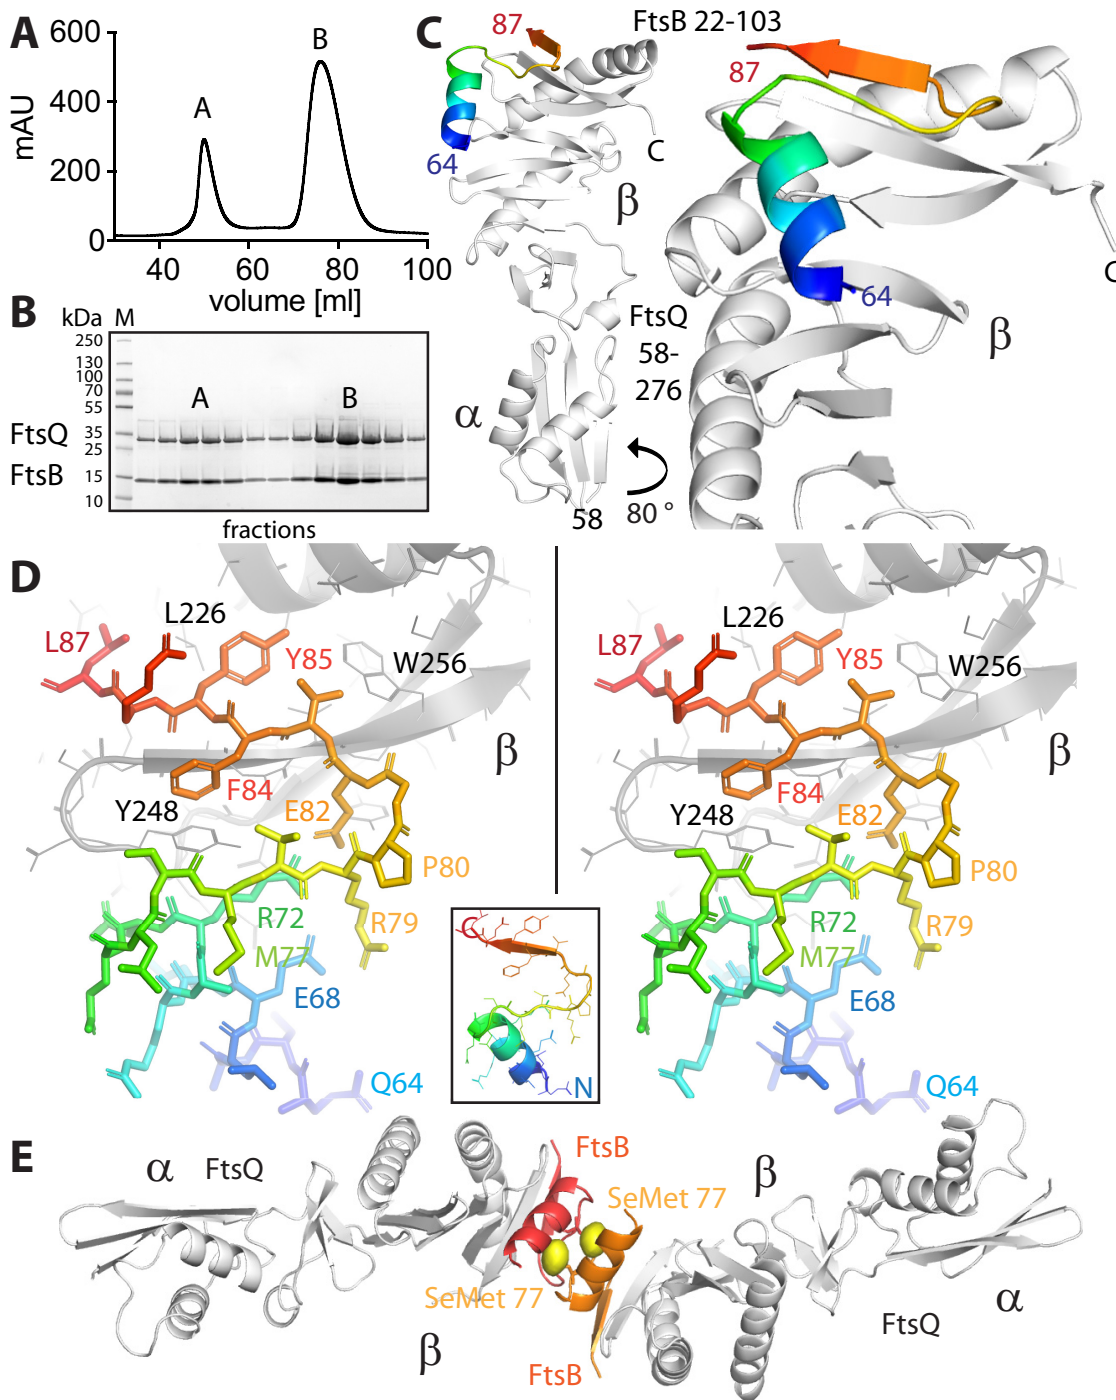 A
600
400
200
0
mAU
A
B
40
60
80
100
volume [ml]
B
kDa
M
250
130
100
70
55
35
25
15
10
FtsQ
FtsB
A
B
fractions
C
87
64
C
β
α
58
FtsB 22-103
FtsQ
58-
276
80 °
87
64
C
β
D
L87
L226
Y85
W256
β
F84
Y248
E82
P80
R72
R79
M77
E68
Q64
C
N
L87
L226
Y85
W256
β
F84
Y248
E82
P80
R72
R79
M77
E68
Q64
E
α
FtsQ
FtsB
SeMet 77
β
SeMet 77
β
FtsB
FtsQ
α